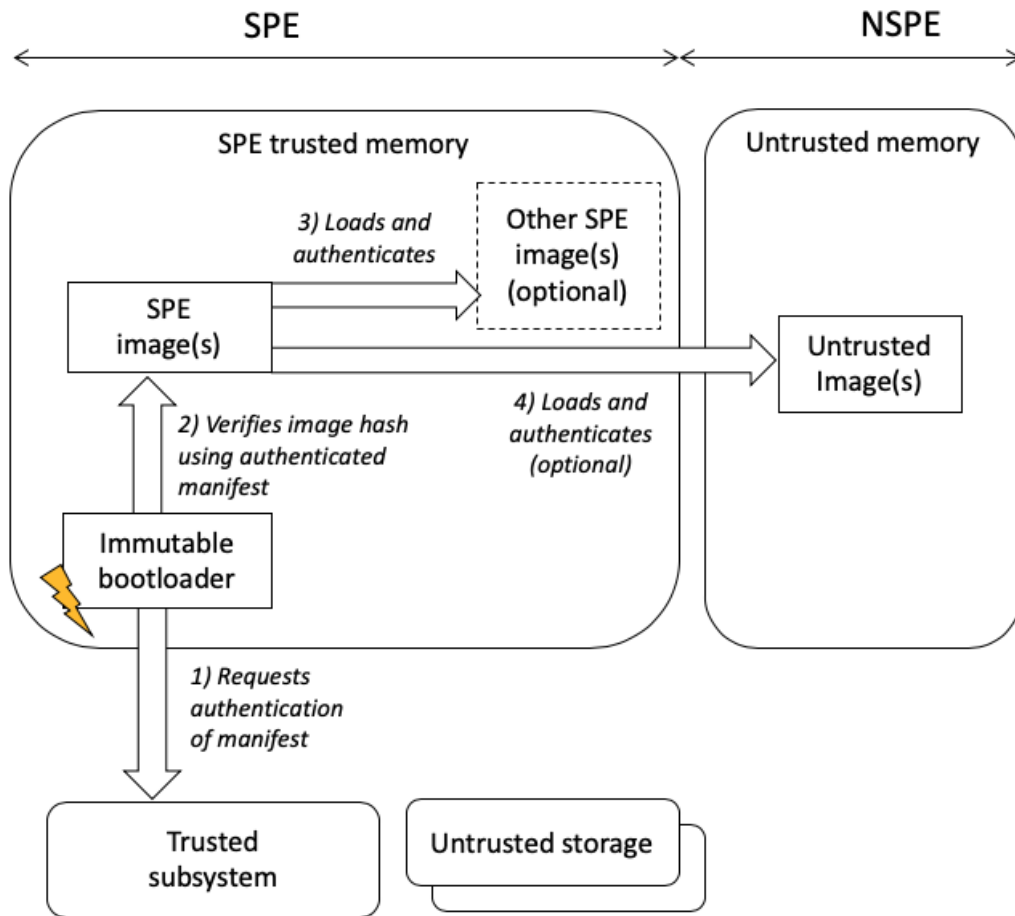 SPE
NSPE
SPE trusted memory
Untrusted memory
3) Loads and
authenticates
Other SPE
image(s)
(optional)
SPE
image(s)
Untrusted
Image(s)
4) Loads and
authenticates
(optional)
2) Verifies image hash
using authenticated
manifest
Immutable
bootloader
1) Requests
authentication
of manifest
Trusted
subsystem
Untrusted storage